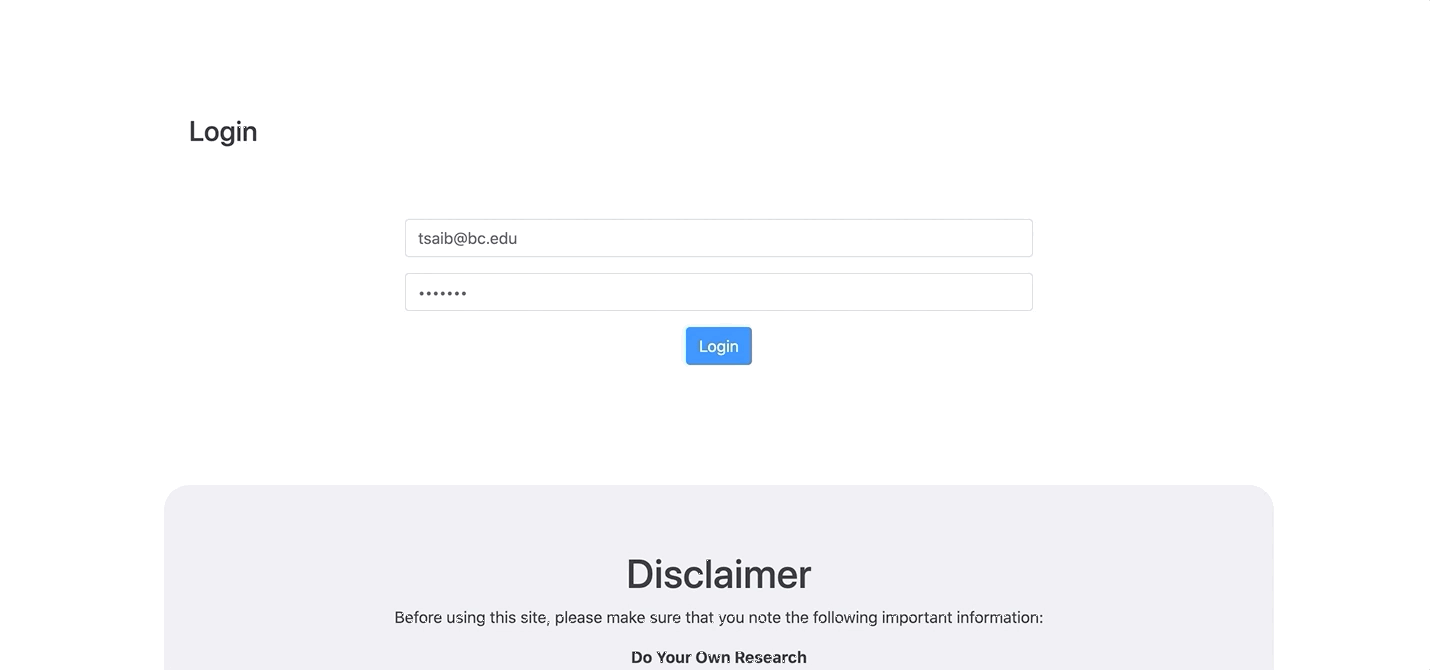 Login
tsaib@bc.edu
•••••••
Login
Disclaimer
Before using this site, please make sure that you note the following important information:
Do Your Own Research